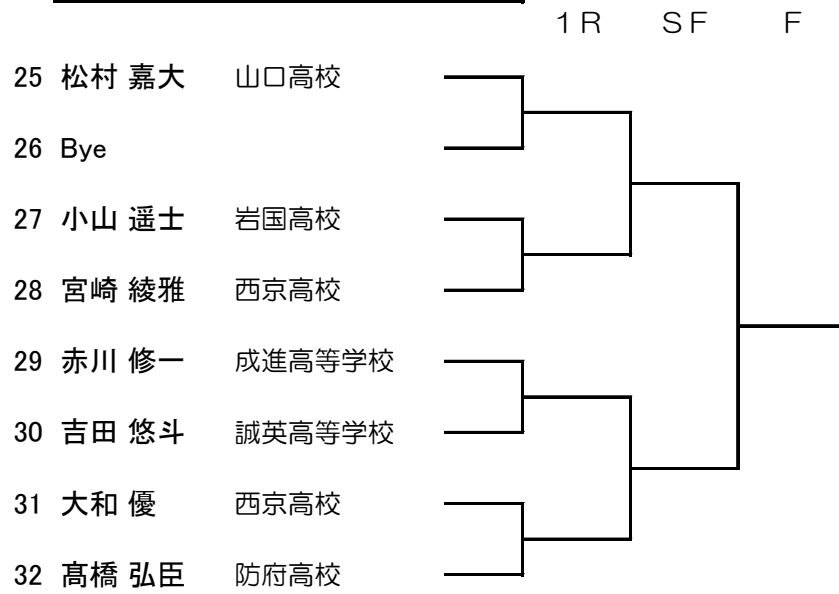 １Ｒ ＳＦ Ｆ
25 松村 嘉大 山口高校
26 Bye
27 小山 遥士 岩国高校
28 宮崎 綾雅 西京高校
29 赤川 修一 成進高等学校
30 吉田 悠斗 誠英高等学校
31 大和 優 西京高校
32 髙橋 弘臣 防府高校